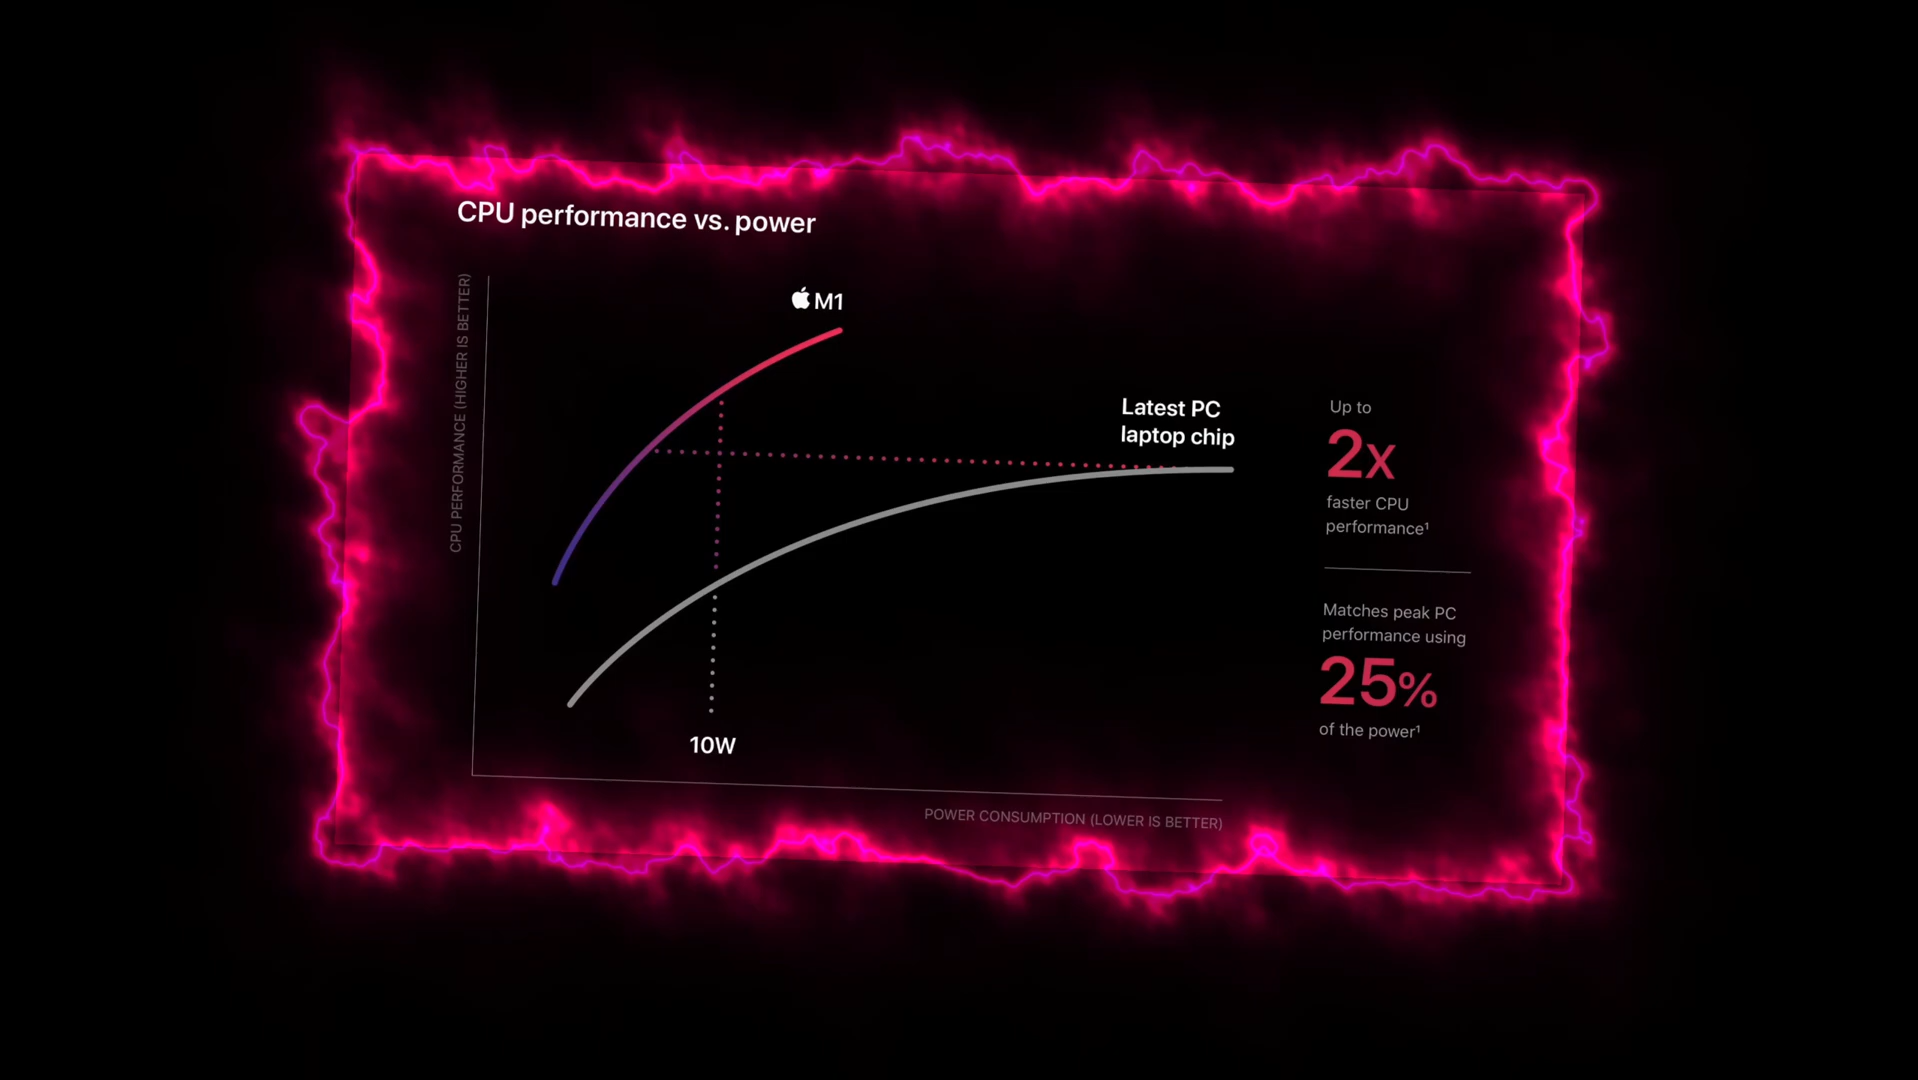 CPU performance vs. power
CPU PERFORMANCE (HIGHER IS BETTER)
M1
Latest PC
laptop chip
10W
POWER CONSUMPTION (LOWER IS BETTER)
Up to
2x
faster CPU
performance¹
Matches peak PC
performance using
25%
of the power¹